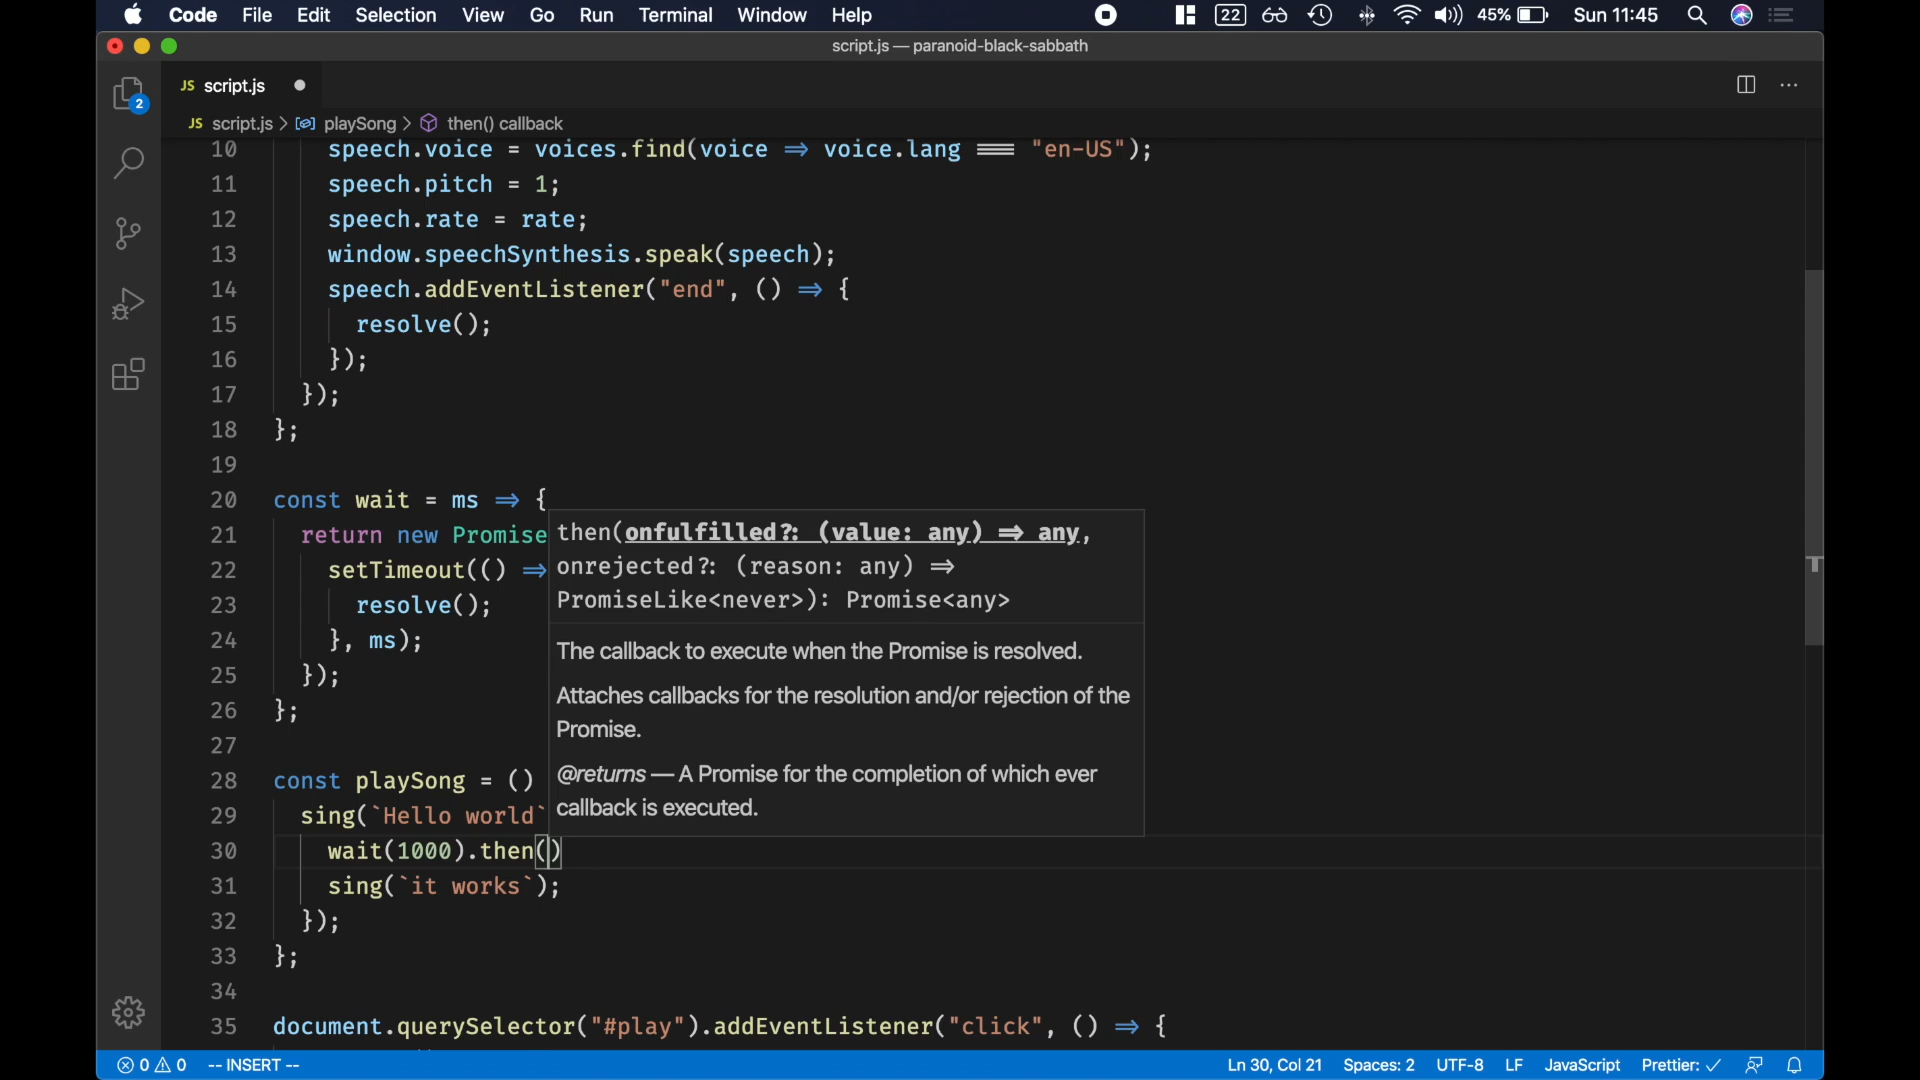 Code File Edit Selection View Go Run Terminal Window Help 22 45% Sun 11:45
script.js — paranoid-black-sabbath
2
JS script.js
JS script.js > playSong > then() callback
10 speech.voice = voices.find(voice ⇒ voice.lang === "en-US");
11 speech.pitch = 1;
12 speech.rate = rate;
13 window.speechSynthesis.speak(speech);
14 speech.addEventListener("end", () ⇒ {
15 resolve();
16 });
17 });
18 };
19
20 const wait = ms ⇒ {
21 return new Promise
22 setTimeout(() ⇒
23 resolve();
24 }, ms);
25 });
26 };
27
28 const playSong = ()
29 sing(`Hello world`
30 wait(1000).then()
31 sing(`it works`);
32 });
33 };
34
35 document.querySelector("#play").addEventListener("click", () ⇒ {
then(onfulfilled?: (value: any) ⇒ any,
onrejected?: (reason: any) ⇒
PromiseLike<never>): Promise<any>
The callback to execute when the Promise is resolved.
Attaches callbacks for the resolution and/or rejection of the
Promise.
@returns — A Promise for the completion of which ever
callback is executed.
0 0 -- INSERT -- Ln 30, Col 21 Spaces: 2 UTF-8 LF JavaScript Prettier: ✓